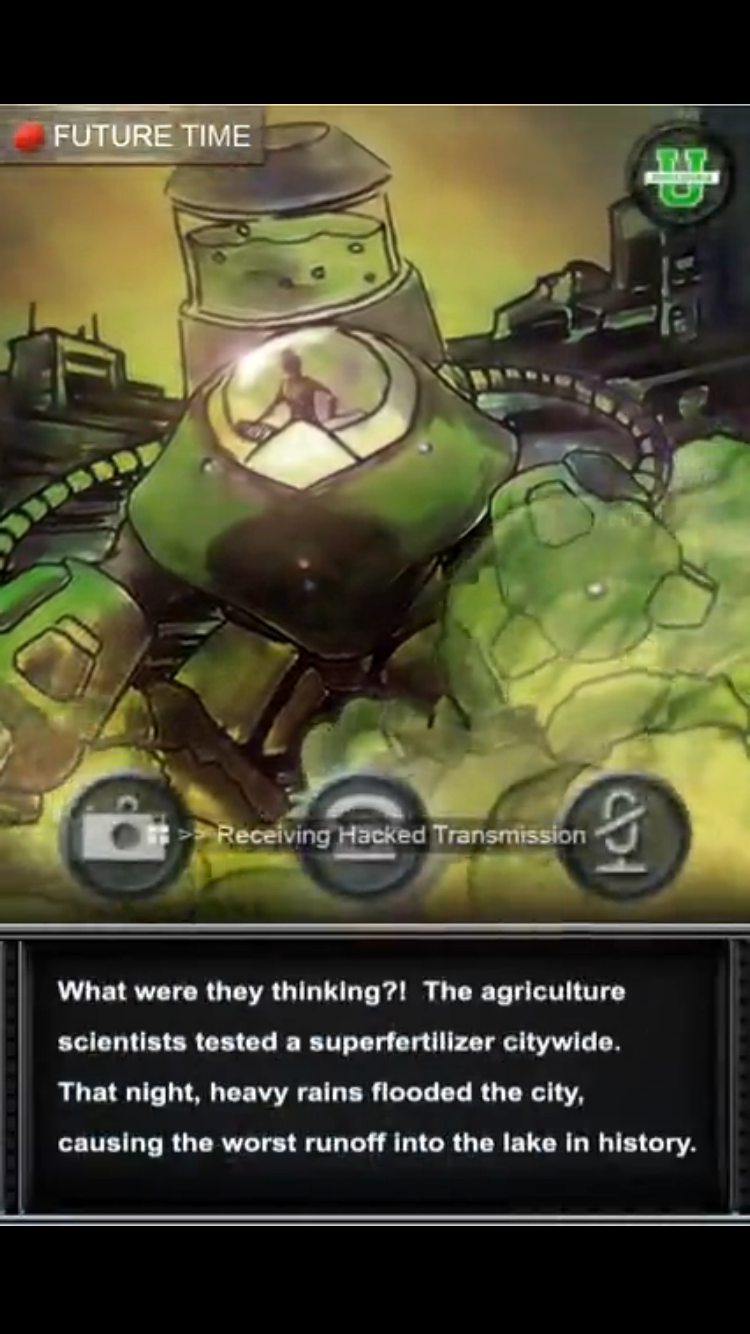 FUTURE TIME
U
>> Receiving Hacked Transmission
What were they thinking?!  The agriculture
scientists tested a superfertilizer citywide.
That night, heavy rains flooded the city,
causing the worst runoff into the lake in history.